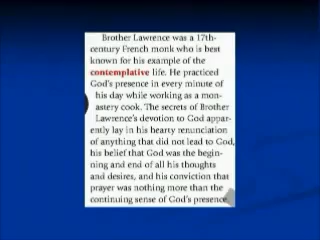 Brother Lawrence was a 17th-
century French monk who is best
known for his example of the
contemplative life. He practiced
God's presence in every minute of
his day while working as a mon-
astery cook. The secrets of Brother
Lawrence's devotion to God appar-
ently lay in his hearty renunciation
of anything that did not lead to God,
his belief that God was the begin-
ning and end of all his thoughts
and desires, and his conviction that
prayer was nothing more than the
continuing sense of God's presence.